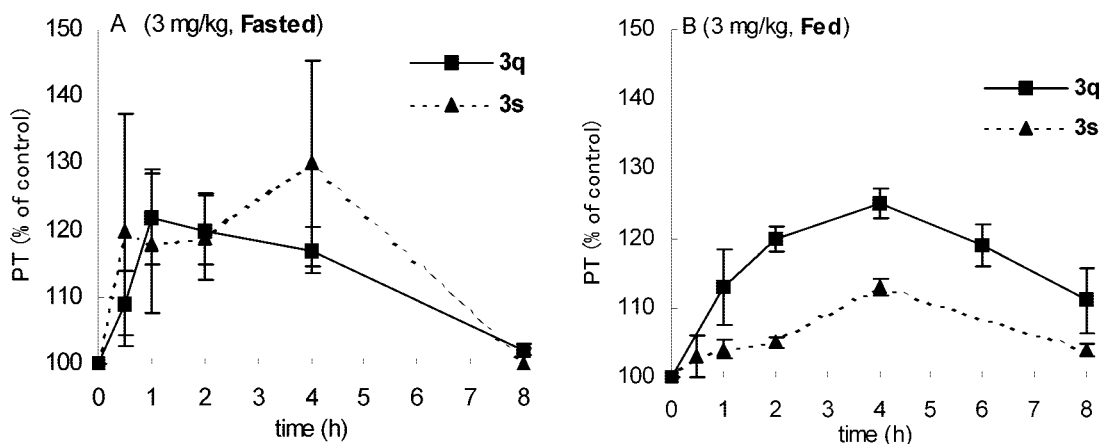 A (3 mg/kg, Fasted)
3q
3s
PT (% of control)
150
140
130
120
110
100
0 1 2 3 4 5 6 7 8
time (h)
B (3 mg/kg, Fed)
3q
3s
PT (% of control)
150
140
130
120
110
100
0 1 2 3 4 5 6 7 8
time (h)